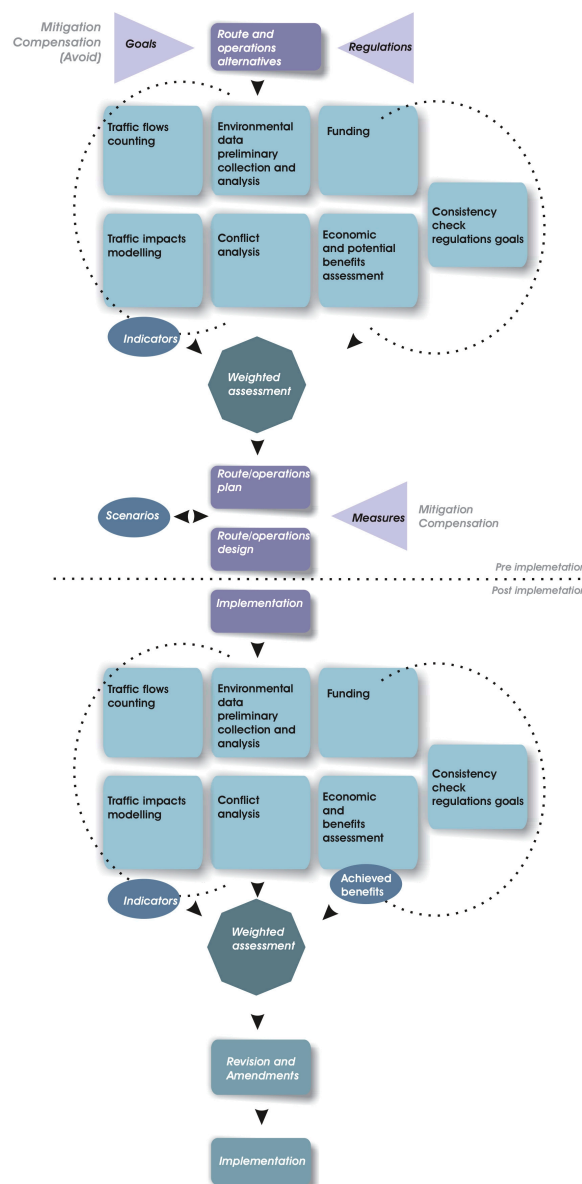 Mitigation
Compensation
(Avoid)
Goals
Route and
operations
alternatives
Regulations
Traffic flows
counting
Environmental
data
preliminary
collection and
analysis
Funding
Consistency
check
regulations goals
Traffic impacts
modelling
Conflict
analysis
Economic
and potential
benefits
assessment
Indicators
Weighted
assessment
Route/operations
plan
Scenarios
Measures
Mitigation
Compensation
Route/operations
design
Pre implemetation
Post implemetation
Implementation
Traffic flows
counting
Environmental
data
preliminary
collection and
analysis
Funding
Consistency
check
regulations goals
Traffic impacts
modelling
Conflict
analysis
Economic
and
benefits
assessment
Indicators
Achieved
benefits
Weighted
assessment
Revision and
Amendments
Implementation